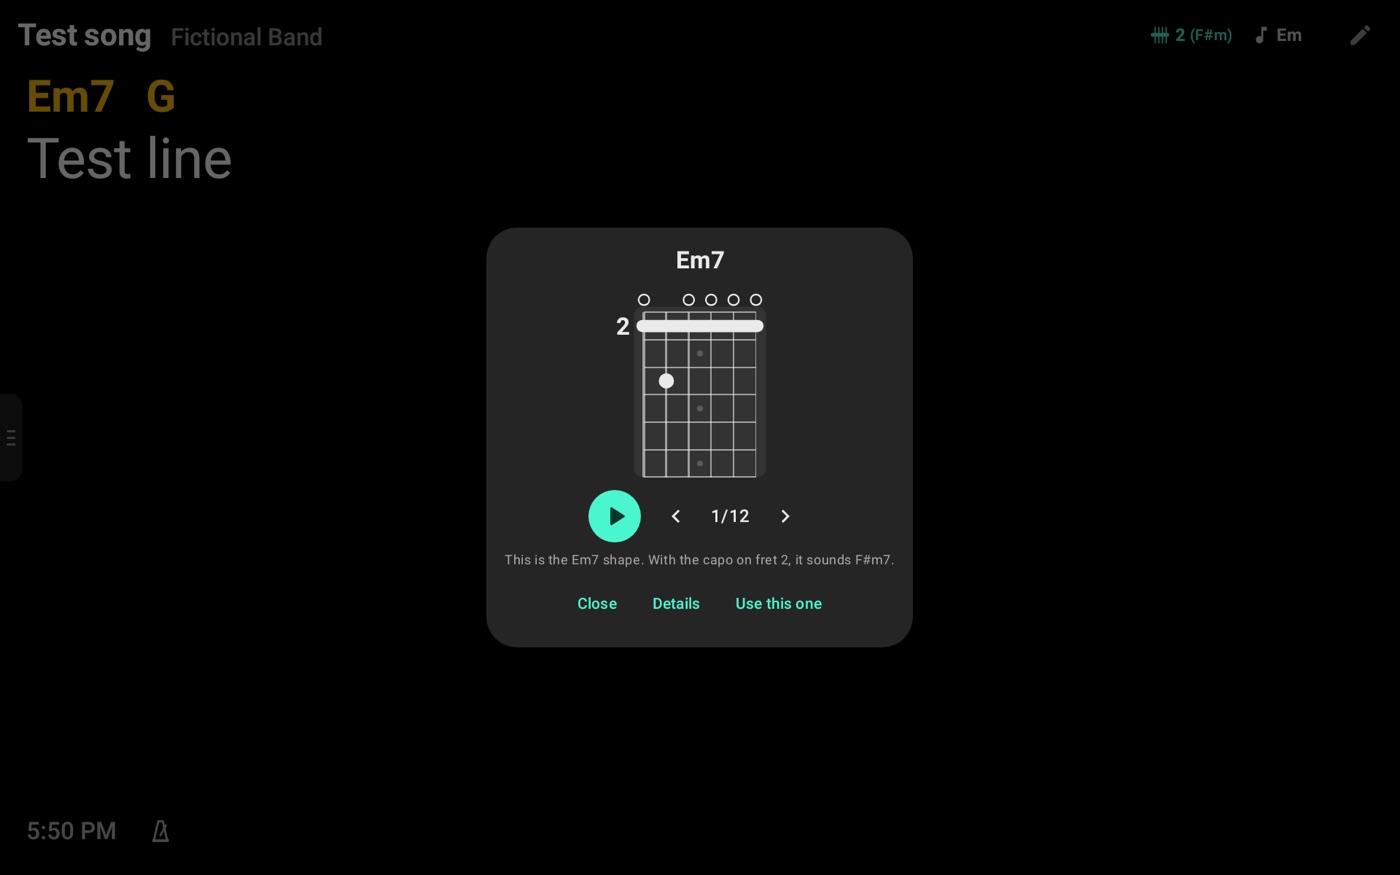 Test song Fictional Band 2 (F#m) Em
Em7 G
Test line
Em7
2
1/12
This is the Em7 shape. With the capo on fret 2, it sounds F#m7.
Close Details Use this one
5:50 PM